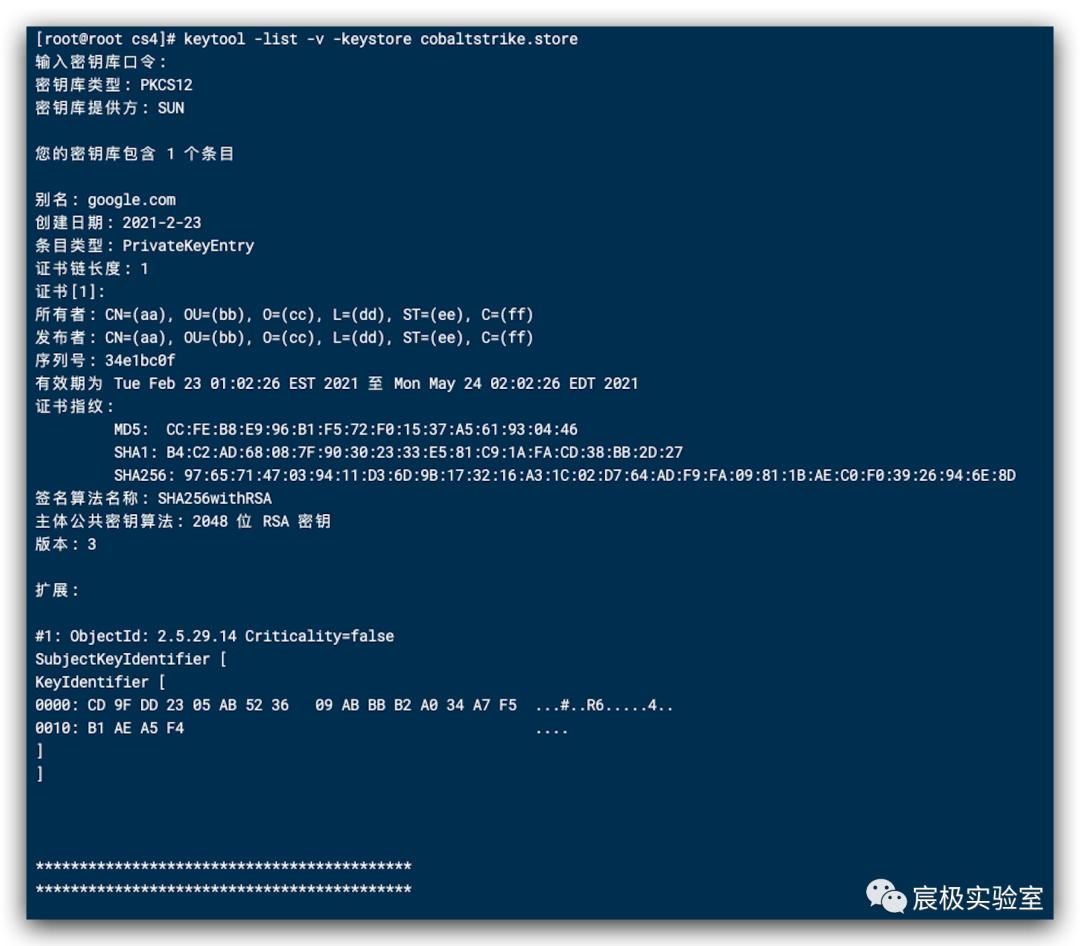 [root@root cs4]# keytool -list -v -keystore cobaltstrike.store
输入密钥库口令:
密钥库类型: PKCS12
密钥库提供方: SUN
您的密钥库包含 1 个条目
别名: google.com
创建日期: 2021-2-23
条目类型: PrivateKeyEntry
证书链长度: 1
证书[1]:
所有者: CN=(aa), OU=(bb), O=(cc), L=(dd), ST=(ee), C=(ff)
发布者: CN=(aa), OU=(bb), O=(cc), L=(dd), ST=(ee), C=(ff)
序列号: 34e1bc0f
有效期为 Tue Feb 23 01:02:26 EST 2021 至 Mon May 24 02:02:26 EDT 2021
证书指纹:
MD5:  CC:FE:B8:E9:96:B1:F5:72:F0:15:37:A5:61:93:04:46
SHA1: B4:C2:AD:68:08:7F:90:30:23:33:E5:81:C9:1A:FA:CD:38:BB:2D:27
SHA256: 97:65:71:47:03:94:11:D3:6D:9B:17:32:16:A3:1C:02:D7:64:AD:F9:FA:09:81:1B:AE:C0:F0:39:26:94:6E:8D
签名算法名称: SHA256withRSA
主体公共密钥算法: 2048 位 RSA 密钥
版本: 3
扩展:
#1: ObjectId: 2.5.29.14 Criticality=false
SubjectKeyIdentifier [
KeyIdentifier [
0000: CD 9F DD 23 05 AB 52 36   09 AB BB B2 A0 34 A7 F5  ...#..R6.....4..
0010: B1 AE A5 F4                                        ....
]
]
*******************************************
*******************************************
宸极实验室